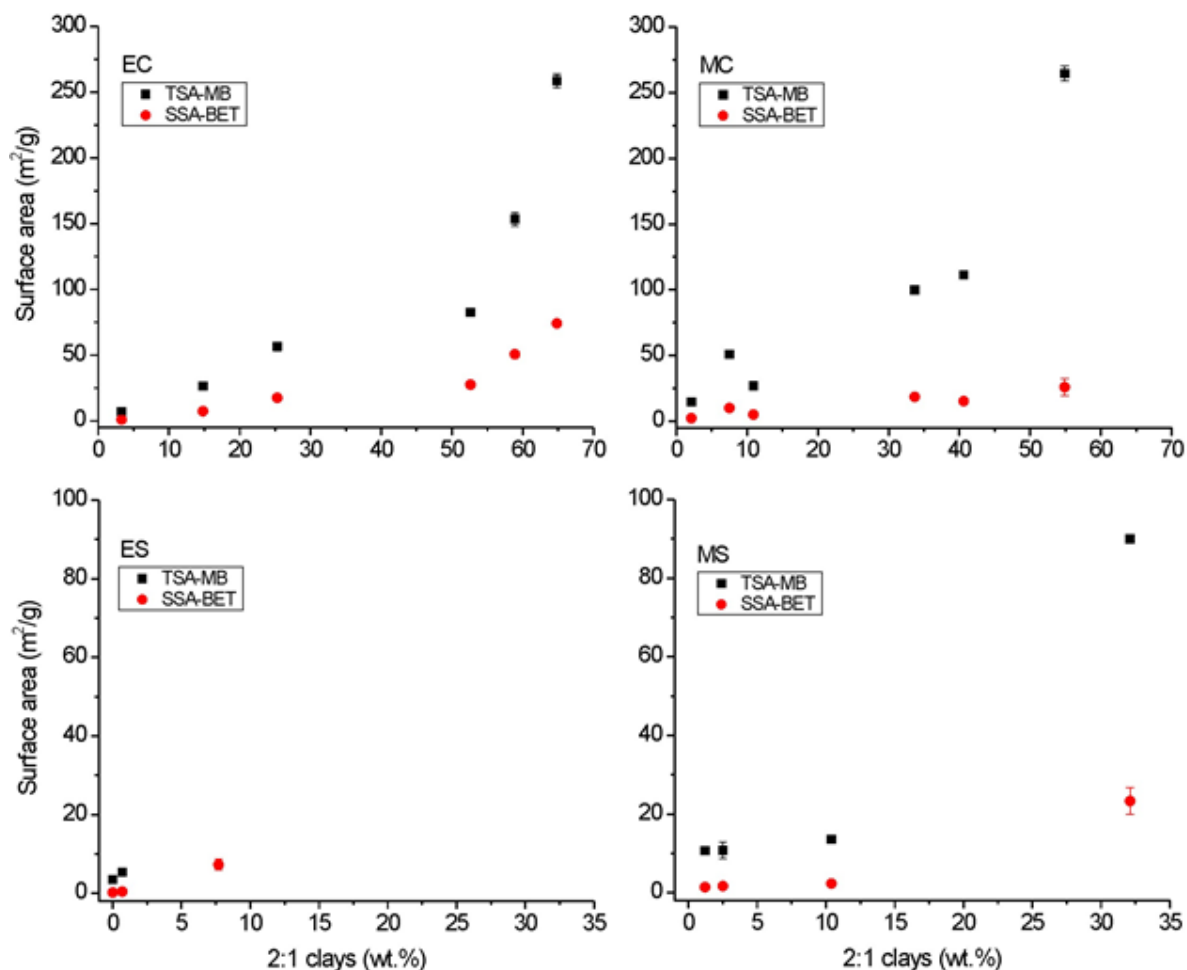 EC
TSA-MB
SSA-BET
Surface area (m²/g)
300
250
200
150
100
50
0
0 10 20 30 40 50 60 70
MC
TSA-MB
SSA-BET
300
250
200
150
100
50
0
0 10 20 30 40 50 60 70
ES
TSA-MB
SSA-BET
Surface area (m²/g)
100
80
60
40
20
0
0 5 10 15 20 25 30 35
2:1 clays (wt.%)
MS
TSA-MB
SSA-BET
100
80
60
40
20
0
0 5 10 15 20 25 30 35
2:1 clays (wt.%)